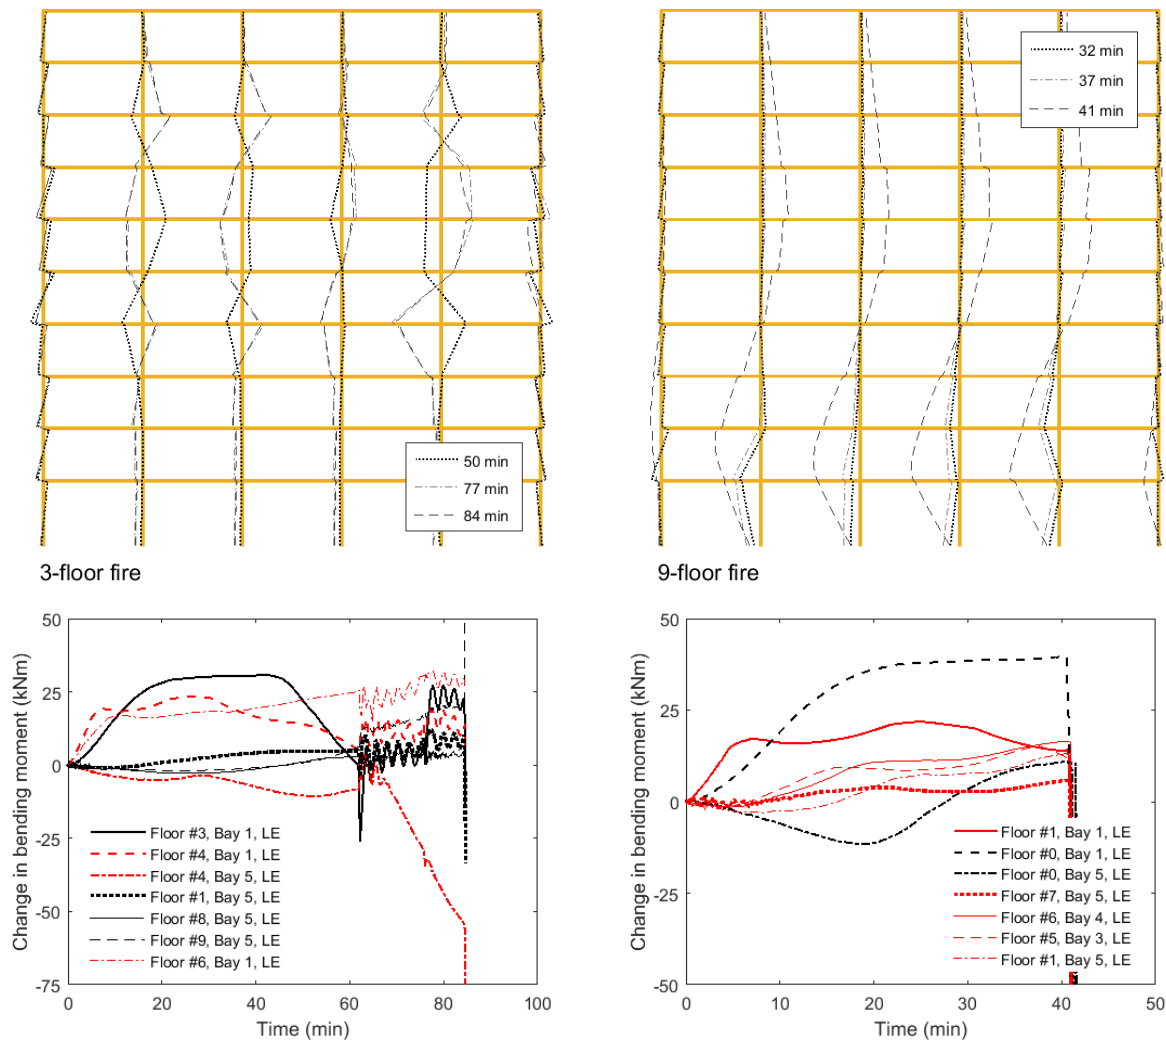 32 min
37 min
41 min
50 min
77 min
84 min
3-floor fire
9-floor fire
50
25
0
-25
-50
-75
Change in bending moment (kNm)
Floor #3, Bay 1, LE
Floor #4, Bay 1, LE
Floor #4, Bay 5, LE
Floor #1, Bay 5, LE
Floor #8, Bay 5, LE
Floor #9, Bay 5, LE
Floor #6, Bay 1, LE
0 20 40 60 80 100
Time (min)
50
25
0
-25
-50
Change in bending moment (kNm)
Floor #1, Bay 1, LE
Floor #0, Bay 1, LE
Floor #0, Bay 5, LE
Floor #7, Bay 5, LE
Floor #6, Bay 4, LE
Floor #5, Bay 3, LE
Floor #1, Bay 5, LE
0 10 20 30 40 50
Time (min)